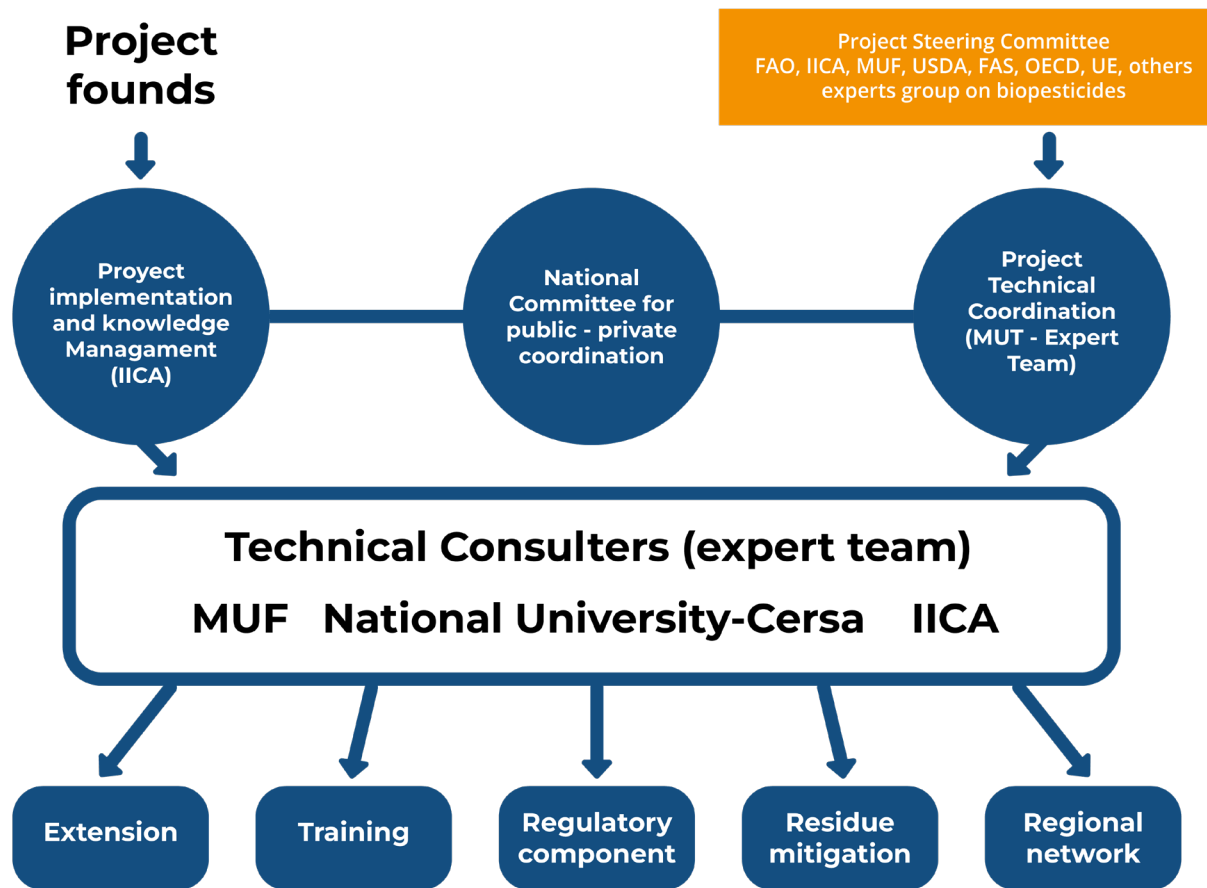 Project
founds
Project Steering Committee
FAO, IICA, MUF, USDA, FAS, OECD, UE, others
experts group on biopesticides
Proyect
implementation
and knowledge
Managament
(IICA)
National
Committee for
public - private
coordination
Project
Technical
Coordination
(MUT - Expert
Team)
Technical Consulters (expert team)
MUF National University-Cersa IICA
Extension
Training
Regulatory
component
Residue
mitigation
Regional
network